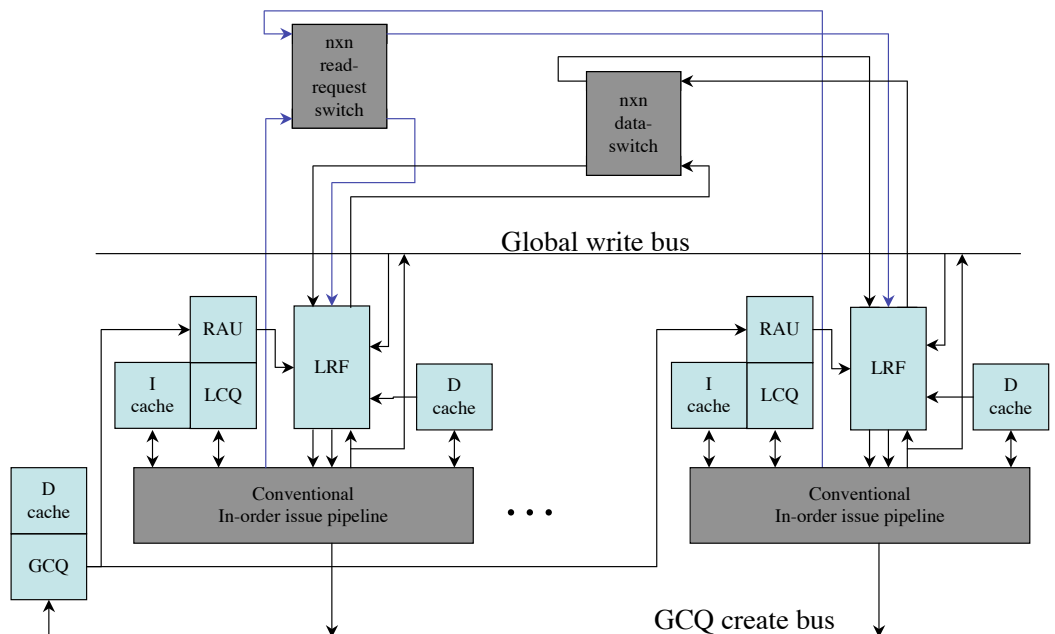 nxn
read-
request
switch
nxn
data-
switch
Global write bus
RAU
LRF
I
cache
LCQ
D
cache
RAU
LRF
I
cache
LCQ
D
cache
D
cache
GCQ
Conventional
In-order issue pipeline
• • •
Conventional
In-order issue pipeline
GCQ create bus